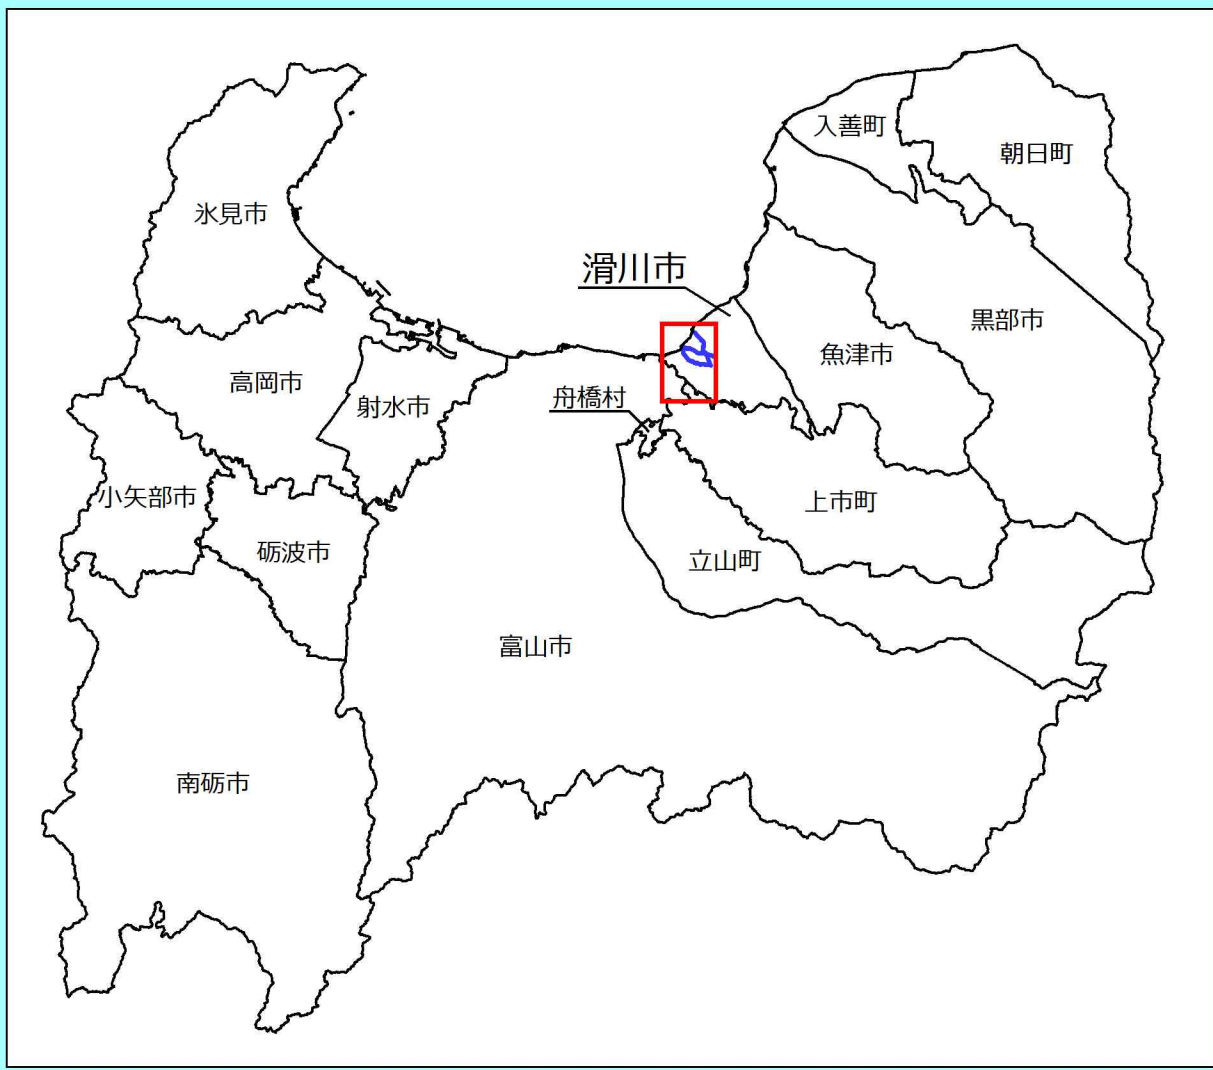 入善町
朝日町
氷見市
滑川市
黒部市
魚津市
高岡市
舟橋村
射水市
小矢部市
上市町
砺波市
立山町
富山市
南砺市